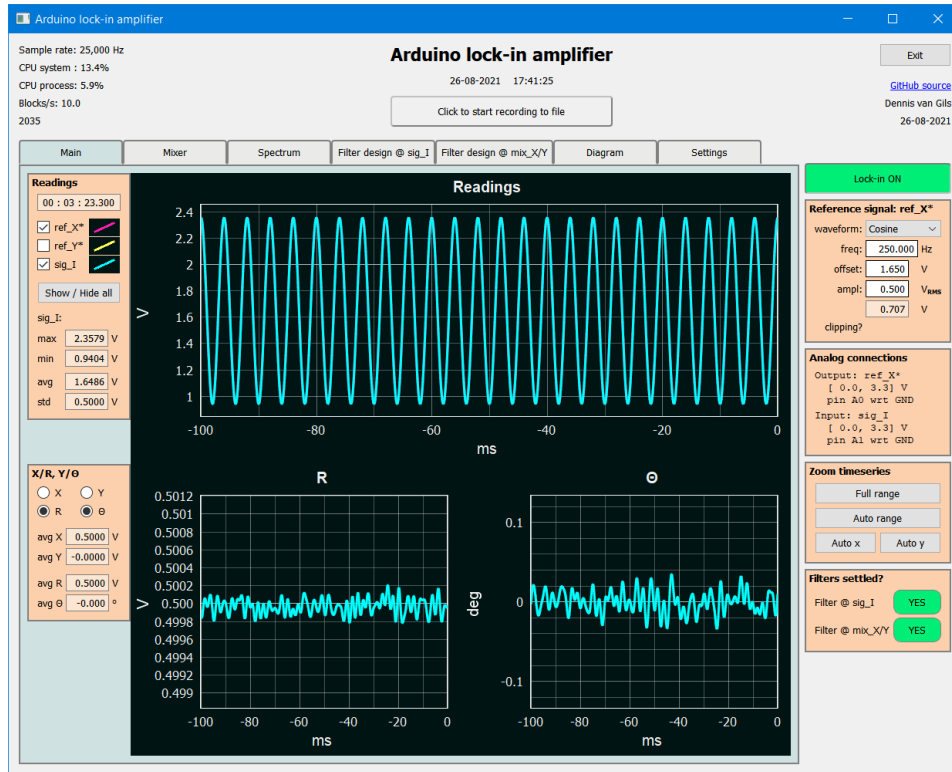 Arduino lock-in amplifier
Sample rate: 25,000 Hz
CPU system : 13.4%
CPU process: 5.9%
Blocks/s: 10.0
2035
Arduino lock-in amplifier
26-08-2021 17:41:25
Click to start recording to file
Exit
GitHub source
Dennis van Gils
26-08-2021
Main Mixer Spectrum Filter design @ sig_I Filter design @ mix_X/Y Diagram Settings
Readings
00 : 03 : 23.300
ref_X*
ref_Y*
sig_I
Show / Hide all
sig_I:
max 2.3579 V
min 0.9404 V
avg 1.6486 V
std 0.5000 V
X/R, Y/Θ
X Y
R Θ
avg X 0.5000 V
avg Y -0.0000 V
avg R 0.5000 V
avg Θ -0.000 °
Readings
2.4
2.2
2
1.8
1.6
1.4
1.2
1
V
-100 -80 -60 -40 -20 0
ms
R
0.5012
0.501
0.5008
0.5006
0.5004
0.5002
0.500
0.4998
0.4996
0.4994
0.4992
0.499
V
-100 -80 -60 -40 -20 0
ms
Θ
0.1
0
-0.1
deg
-100 -80 -60 -40 -20 0
ms
Lock-in ON
Reference signal: ref_X*
waveform: Cosine
freq: 250.000 Hz
offset: 1.650 V
ampl: 0.500 VRMS
0.707 V
clipping?
Analog connections
Output: ref_X*
[ 0.0, 3.3] V
pin A0 wrt GND
Input: sig_I
[ 0.0, 3.3] V
pin A1 wrt GND
Zoom timeseries
Full range
Auto range
Auto x Auto y
Filters settled?
Filter @ sig_I YES
Filter @ mix_X/Y YES